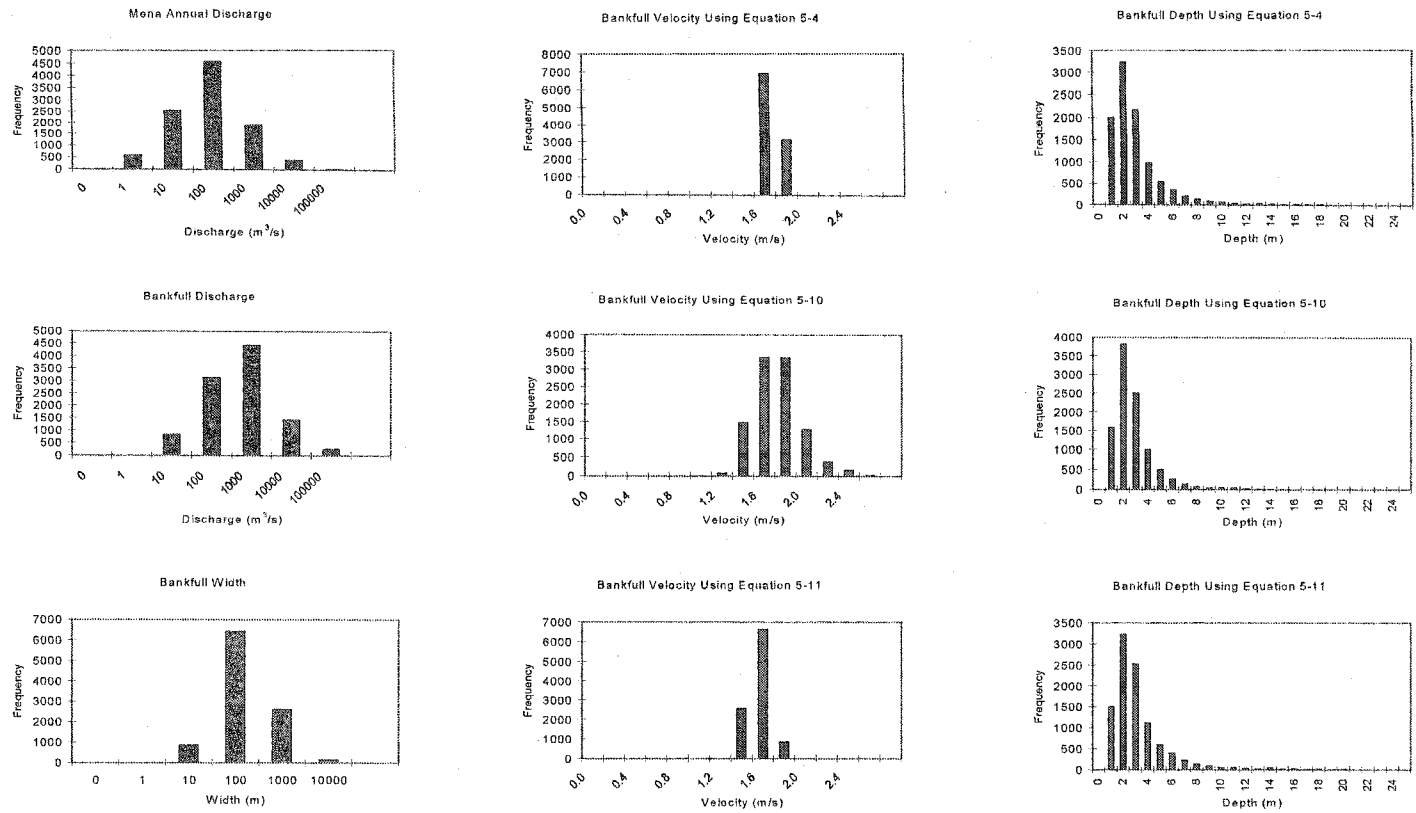 Mena Annual Discharge
5000
4500
4000
3500
3000
2500
2000
1500
1000
500
0
Frequency
0 1 10 100 1000 10000 100000
Discharge (m³/s)
Bankfull Velocity Using Equation 5-4
8000
7000
6000
5000
4000
3000
2000
1000
0
Frequency
0.0 0.4 0.8 1.2 1.6 2.0 2.4
Velocity (m/s)
Bankfull Depth Using Equation 5-4
3500
3000
2500
2000
1500
1000
500
0
Frequency
0 2 4 6 8 10 12 14 16 18 20 22 24
Depth (m)
Bankfull Discharge
5000
4500
4000
3500
3000
2500
2000
1500
1000
500
0
Frequency
0 1 10 100 1000 10000 100000
Discharge (m³/s)
Bankfull Velocity Using Equation 5-10
4000
3500
3000
2500
2000
1500
1000
500
0
Frequency
0.0 0.4 0.8 1.2 1.6 2.0 2.4
Velocity (m/s)
Bankfull Depth Using Equation 5-10
4000
3500
3000
2500
2000
1500
1000
500
0
Frequency
0 2 4 6 8 10 12 14 16 18 20 22 24
Depth (m)
Bankfull Width
7000
6000
5000
4000
3000
2000
1000
0
Frequency
0 1 10 100 1000 10000
Width (m)
Bankfull Velocity Using Equation 5-11
7000
6000
5000
4000
3000
2000
1000
0
Frequency
0.0 0.4 0.8 1.2 1.6 2.0 2.4
Velocity (m/s)
Bankfull Depth Using Equation 5-11
3500
3000
2500
2000
1500
1000
500
0
Frequency
0 2 4 6 8 10 12 14 16 18 20 22 24
Depth (m)